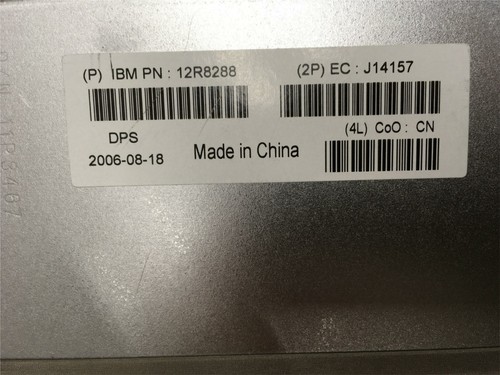 (P) IBM PN : 12R8288
(2P) EC : J14157
DPS
2006-08-18
Made in China
(4L) CoO : CN